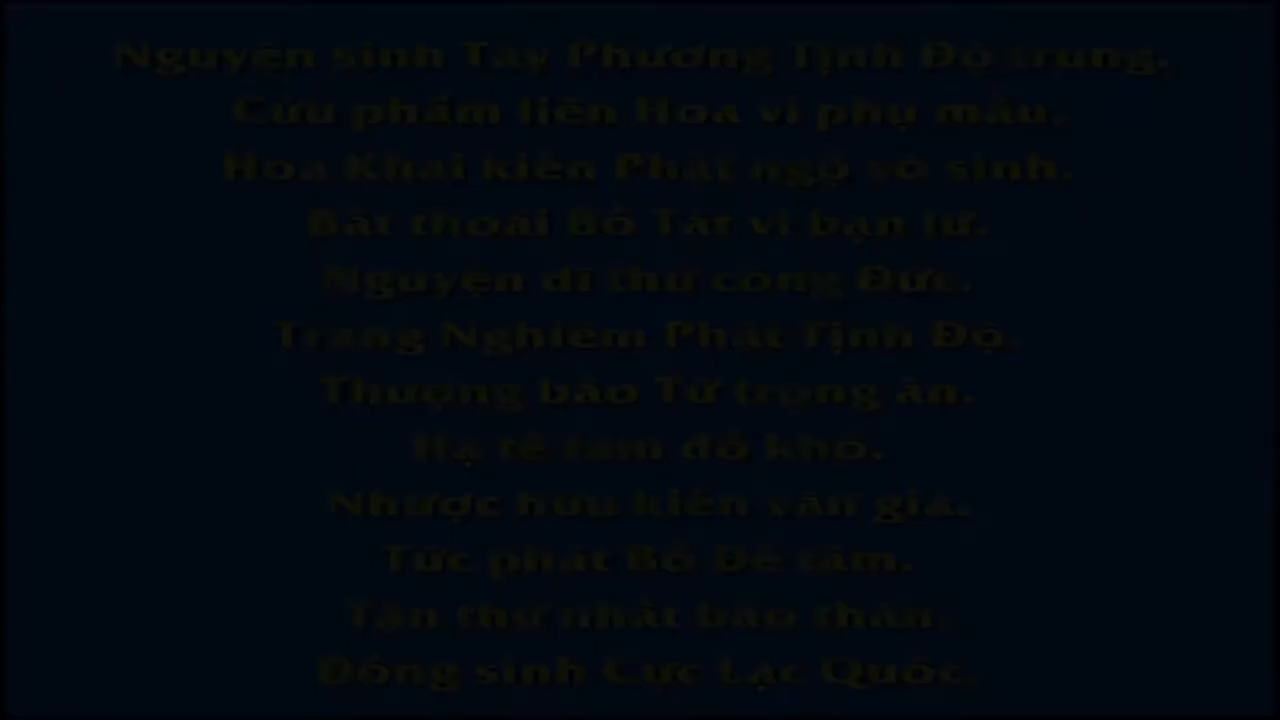 Nguyện sinh Tây Phương Tịnh Độ trung.
Cửu phẩm liên Hoa vi phụ mẫu.
Hoa Khai kiến Phật ngộ vô sinh.
Bất thoái Bồ Tát vi bạn lữ.
Nguyện dĩ thử công Đức.
Trang Nghiêm Phật Tịnh Độ.
Thượng báo Tứ trọng ân.
Hạ tế tam đồ khổ.
Nhược hữu kiến văn giả.
Tức phát Bồ Đề tâm.
Tận thử nhất báo thân.
Đồng sinh Cực Lạc Quốc.